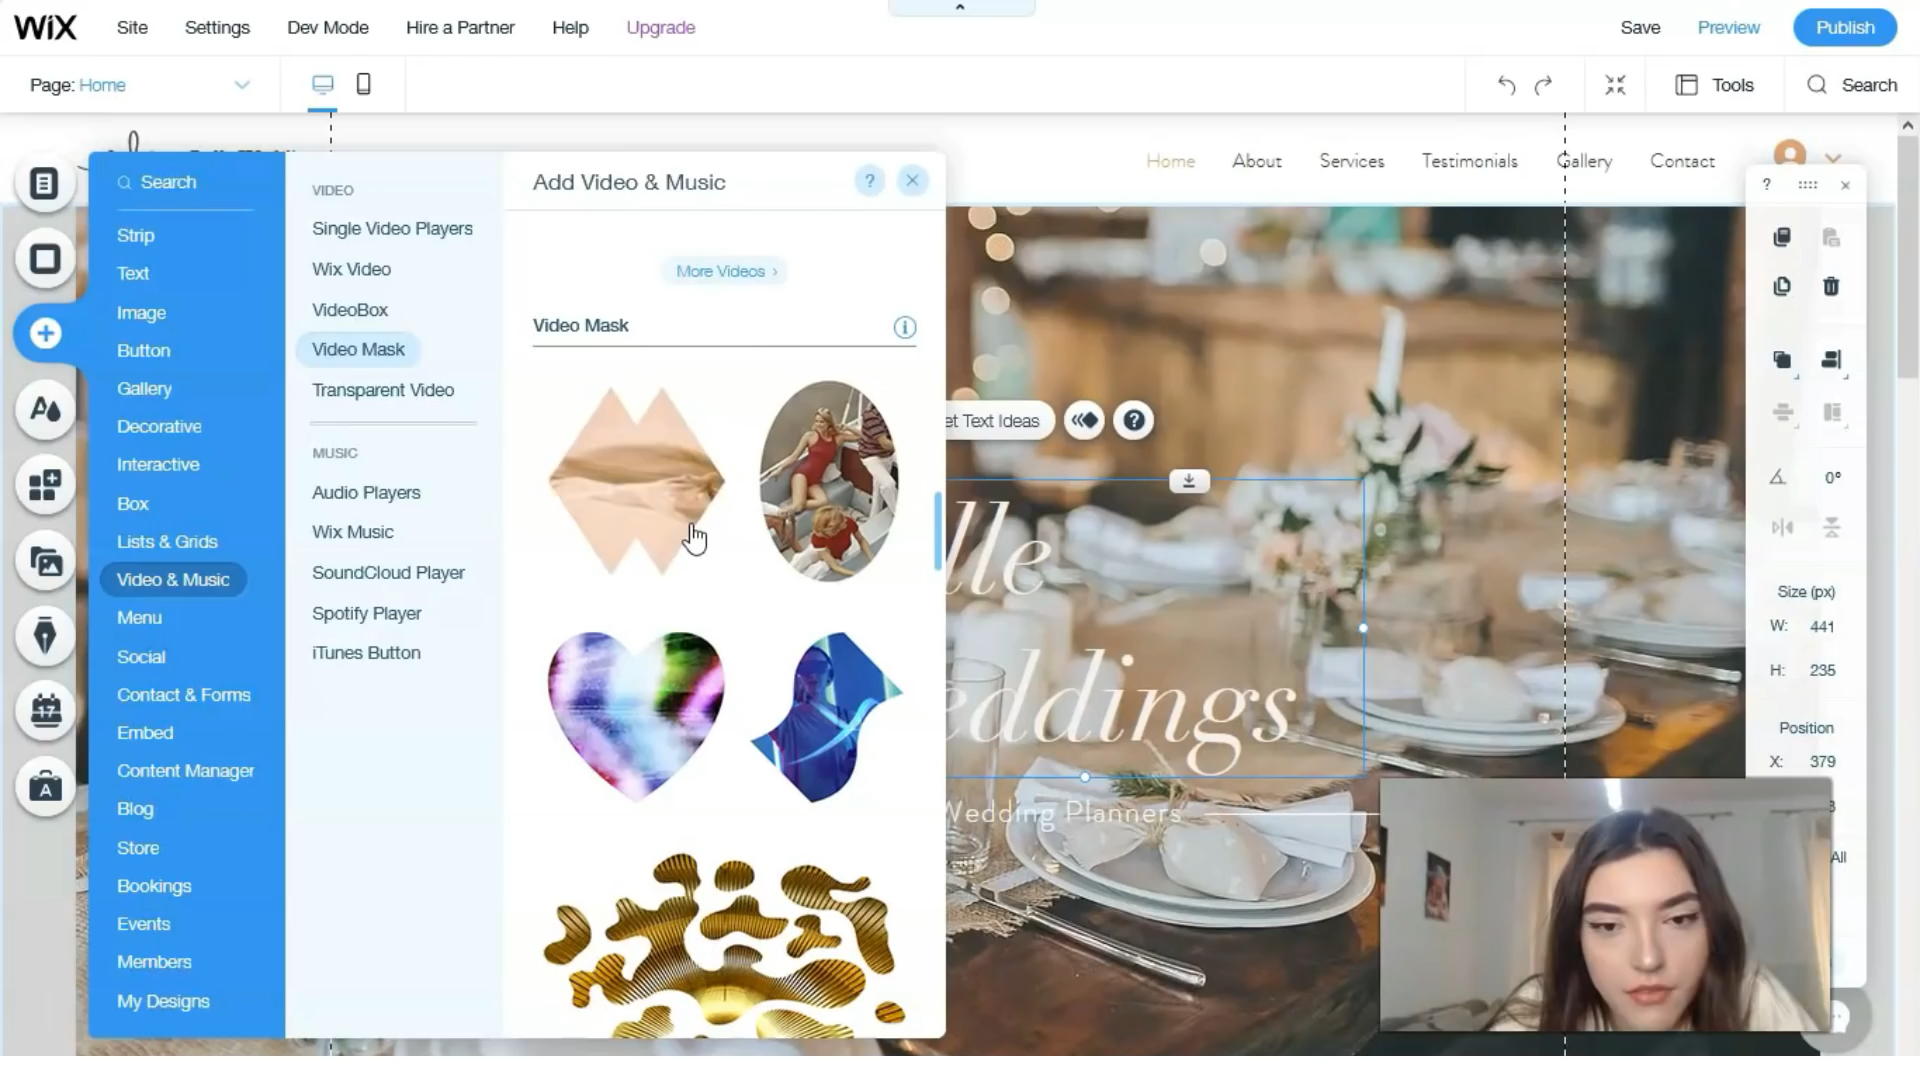 WiX
Site
Settings
Dev Mode
Hire a Partner
Help
Upgrade
Save
Preview
Publish
Page: Home
Tools
Search
Home
About
Services
Testimonials
Gallery
Contact
Search
Strip
Text
Image
Button
Gallery
Decorative
Interactive
Box
Lists & Grids
Video & Music
Menu
Social
Contact & Forms
Embed
Content Manager
Blog
Store
Bookings
Events
Members
My Designs
VIDEO
Single Video Players
Wix Video
VideoBox
Video Mask
Transparent Video
MUSIC
Audio Players
Wix Music
SoundCloud Player
Spotify Player
iTunes Button
Add Video & Music
?
More Videos ›
Video Mask
et Text Ideas
?
lle
eddings
Wedding Planners
?
0°
Size (px)
W: 441
H: 235
Position
X: 379
All
17
A